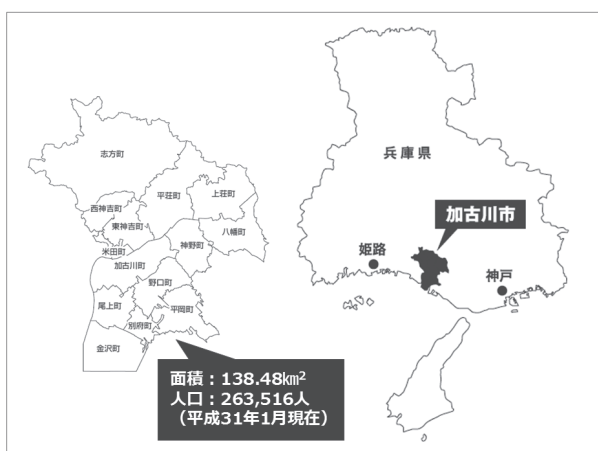 志方町
西神吉町
東神吉町
平荘町
上荘町
八幡町
神野町
米田町
加古川町
野口町
平岡町
尾上町
別府町
金沢町
面積：138.48㎢
人口：263,516人
（平成31年1月現在）
兵庫県
加古川市
姫路
神戸